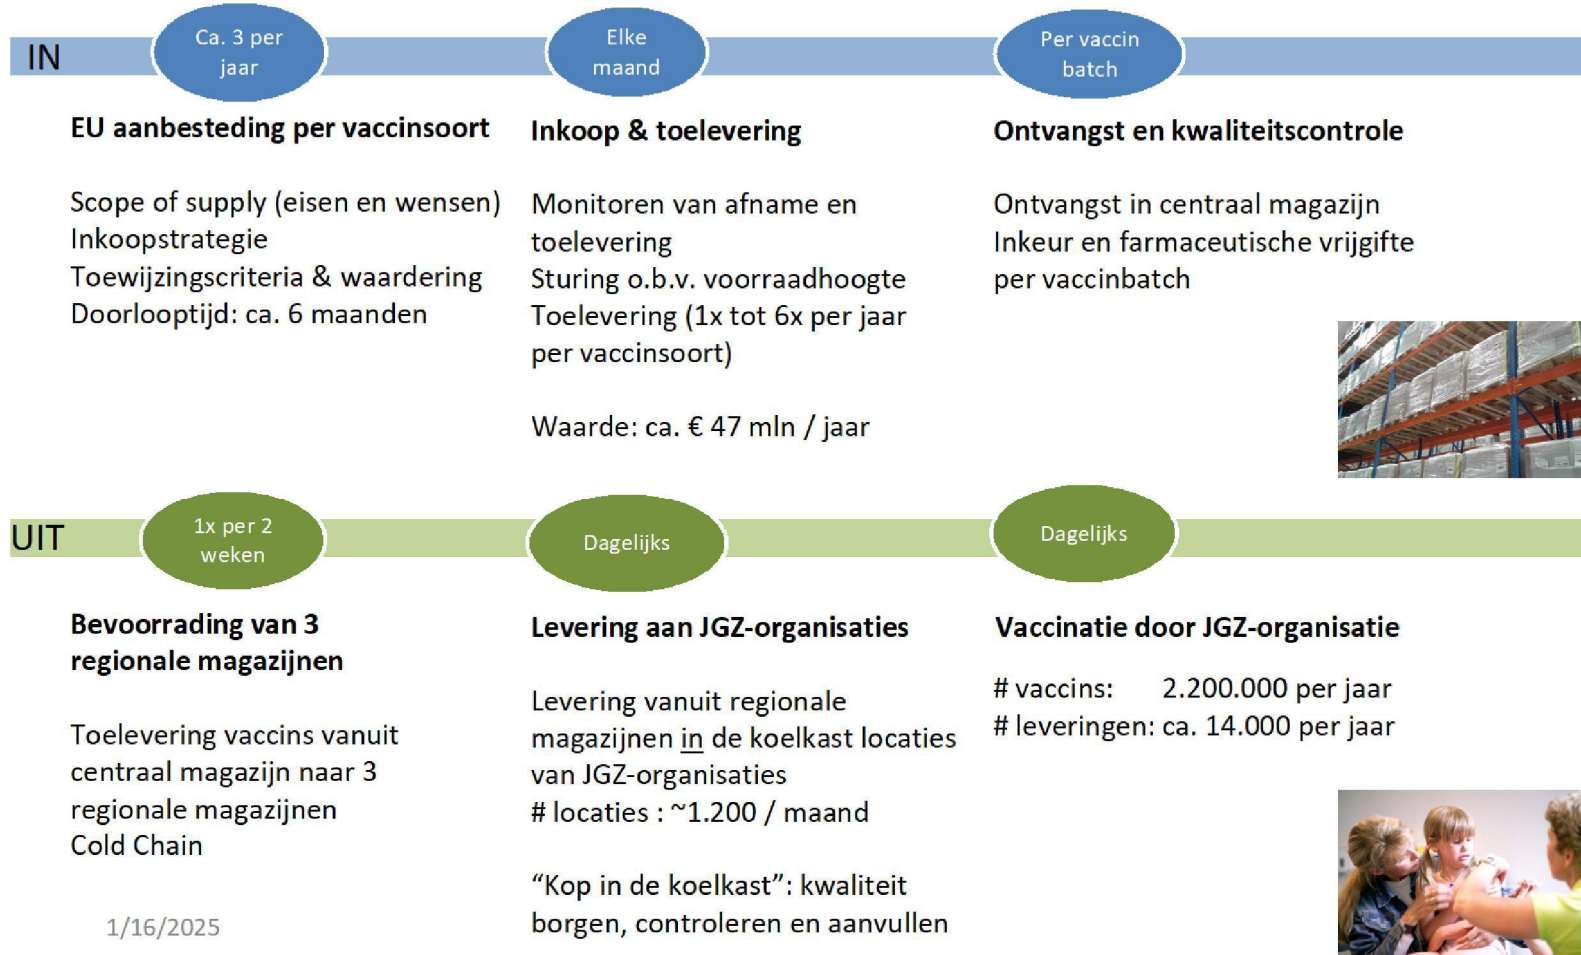 IN
Ca. 3 per
jaar
Elke
maand
Per vaccin
batch
EU aanbesteding per vaccinsoort
Scope of supply (eisen en wensen)
Inkoopstrategie
Toewijzingscriteria & waardering
Doorlooptijd: ca. 6 maanden
Inkoop & toelevering
Monitoren van afname en
toelevering
Sturing o.b.v. voorraadhoogte
Toelevering (1x tot 6x per jaar
per vaccinsoort)
Waarde: ca. € 47 mln / jaar
Ontvangst en kwaliteitscontrole
Ontvangst in centraal magazijn
Inkeur en farmaceutische vrijgifte
per vaccinbatch
UIT
1x per 2
weken
Dagelijks
Dagelijks
Bevoorrading van 3
regionale magazijnen
Toelevering vaccins vanuit
centraal magazijn naar 3
regionale magazijnen
Cold Chain
Levering aan JGZ-organisaties
Levering vanuit regionale
magazijnen in de koelkast locaties
van JGZ-organisaties
# locaties : ~1.200 / maand
“Kop in de koelkast”: kwaliteit
borgen, controleren en aanvullen
Vaccinatie door JGZ-organisatie
# vaccins: 2.200.000 per jaar
# leveringen: ca. 14.000 per jaar
1/16/2025